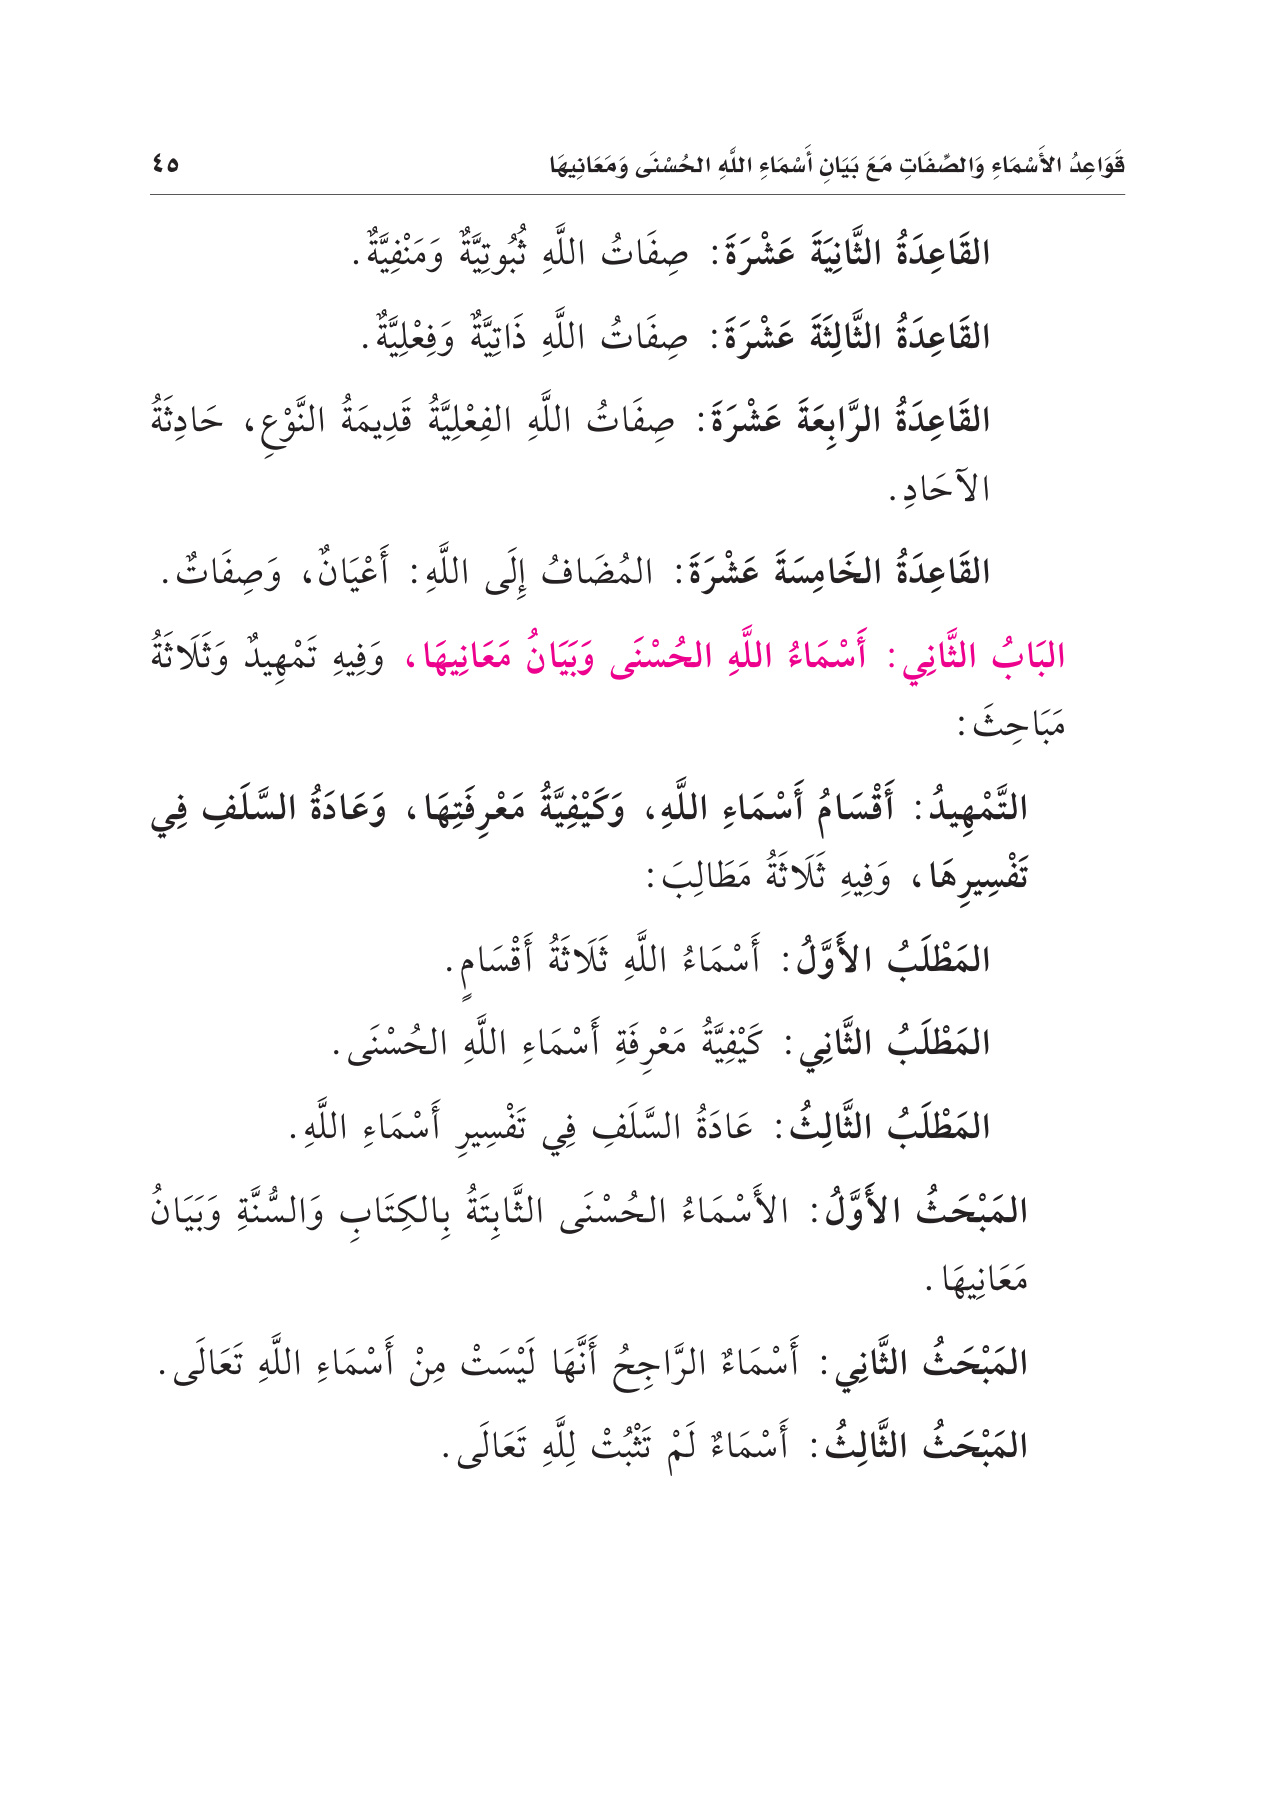 قَوَاعِدُ الأَسْمَاءِ وَالصِّفَاتِ مَعَ بَيَانِ أَسْمَاءِ اللَّهِ الحُسْنَى وَمَعَانِيهَا ٤٥
القَاعِدَةُ الثَّانِيَةَ عَشْرَةَ: صِفَاتُ اللَّهِ ثُبُوتِيَّةٌ وَمَنْفِيَّةٌ.
القَاعِدَةُ الثَّالِثَةَ عَشْرَةَ: صِفَاتُ اللَّهِ ذَاتِيَّةٌ وَفِعْلِيَّةٌ.
القَاعِدَةُ الرَّابِعَةَ عَشْرَةَ: صِفَاتُ اللَّهِ الفِعْلِيَّةُ قَدِيمَةُ النَّوْعِ، حَادِثَةُ
الآحَادِ.
القَاعِدَةُ الخَامِسَةَ عَشْرَةَ: المُضَافُ إِلَى اللَّهِ: أَعْيَانٌ، وَصِفَاتٌ.
البَابُ الثَّانِي: أَسْمَاءُ اللَّهِ الحُسْنَى وَبَيَانُ مَعَانِيهَا، وَفِيهِ تَمْهِيدٌ وَثَلَاثَةُ
مَبَاحِثَ:
التَّمْهِيدُ: أَقْسَامُ أَسْمَاءِ اللَّهِ، وَكَيْفِيَّةُ مَعْرِفَتِهَا، وَعَادَةُ السَّلَفِ فِي
تَفْسِيرِهَا، وَفِيهِ ثَلَاثَةُ مَطَالِبَ:
المَطْلَبُ الأَوَّلُ: أَسْمَاءُ اللَّهِ ثَلَاثَةُ أَقْسَامٍ.
المَطْلَبُ الثَّانِي: كَيْفِيَّةُ مَعْرِفَةِ أَسْمَاءِ اللَّهِ الحُسْنَى.
المَطْلَبُ الثَّالِثُ: عَادَةُ السَّلَفِ فِي تَفْسِيرِ أَسْمَاءِ اللَّهِ.
المَبْحَثُ الأَوَّلُ: الأَسْمَاءُ الحُسْنَى الثَّابِتَةُ بِالكِتَابِ وَالسُّنَّةِ وَبَيَانُ
مَعَانِيهَا.
المَبْحَثُ الثَّانِي: أَسْمَاءٌ الرَّاجِحُ أَنَّهَا لَيْسَتْ مِنْ أَسْمَاءِ اللَّهِ تَعَالَى.
المَبْحَثُ الثَّالِثُ: أَسْمَاءٌ لَمْ تَثْبُتْ لِلَّهِ تَعَالَى.